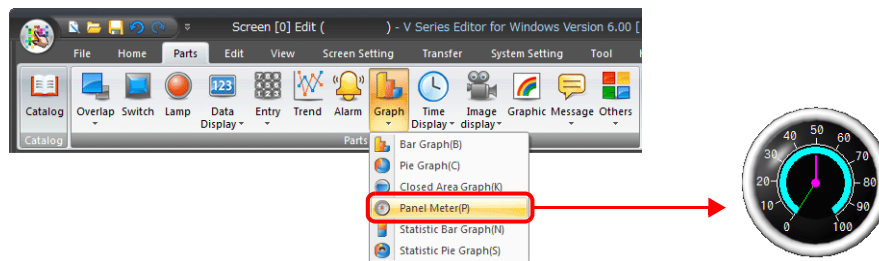 Screen [0] Edit ( ) - V Series Editor for Windows Version 6.00 [
File Home Parts Edit View Screen Setting Transfer System Setting Tool
Catalog Overlap Switch Lamp Data Display Entry Trend Alarm Graph Time Display Image display Graphic Message Others
123
123
Catalog Parts
Bar Graph(B)
Pie Graph(C)
Closed Area Graph(K)
Panel Meter(P)
Statistic Bar Graph(N)
Statistic Pie Graph(S)
0 10 20 30 40 50 60 70 80 90 100